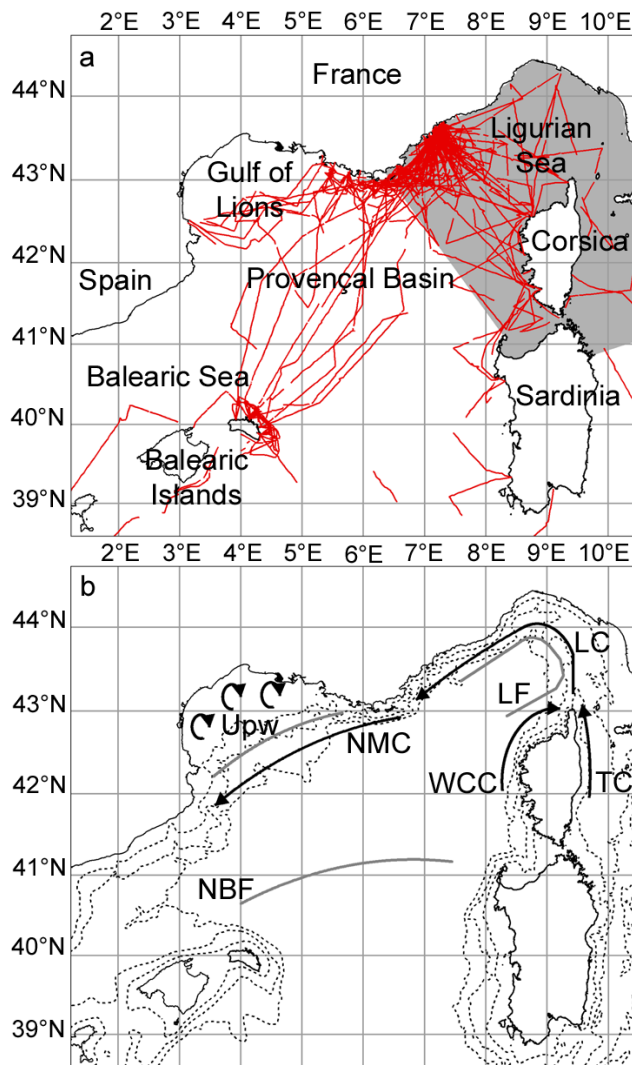 2°E 3°E 4°E 5°E 6°E 7°E 8°E 9°E 10°E
a
France
44°N
Ligurian
Sea
43°N
Gulf of
Lions
42°N
Corsica
Spain
Provençal Basin
41°N
Balearic Sea
Sardinia
40°N
Balearic
Islands
39°N
2°E 3°E 4°E 5°E 6°E 7°E 8°E 9°E 10°E
b
44°N
LC
LF
43°N
Upw
NMC
WCC
TC
42°N
41°N
NBF
40°N
39°N